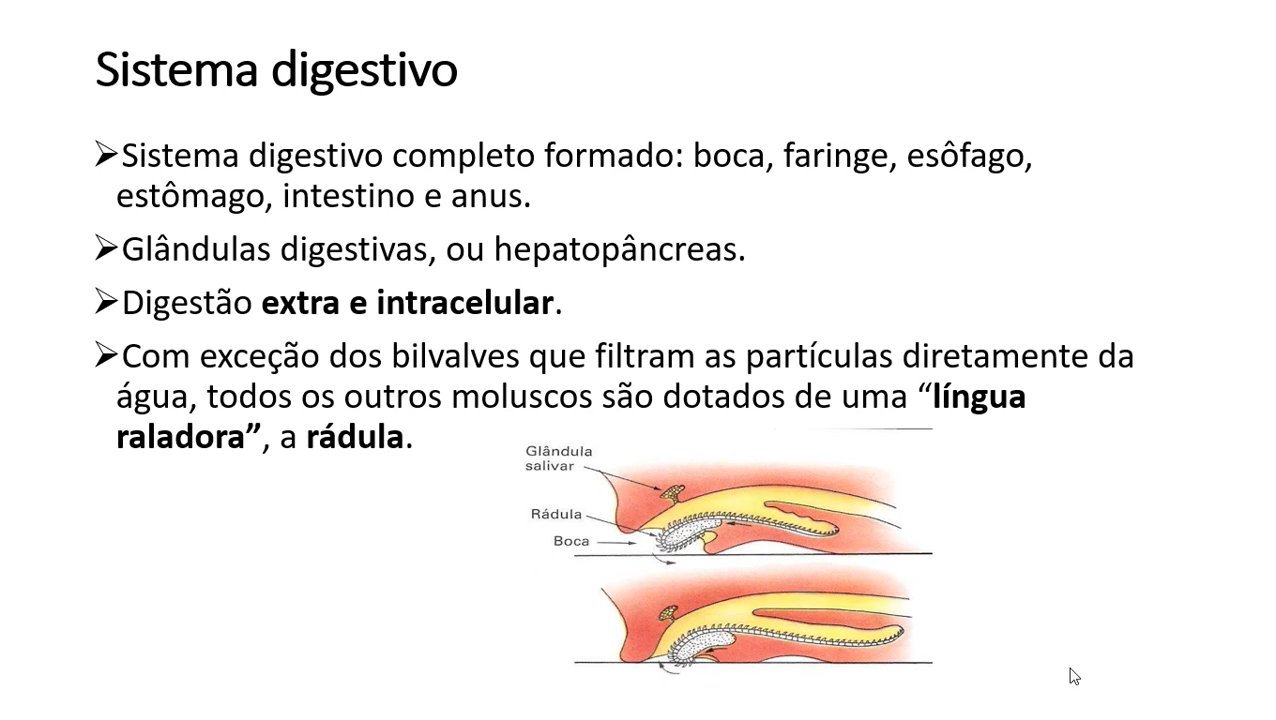 Sistema digestivo
➢Sistema digestivo completo formado: boca, faringe, esôfago,
estômago, intestino e anus.
➢Glândulas digestivas, ou hepatopâncreas.
➢Digestão extra e intracelular.
➢Com exceção dos bilvalves que filtram as partículas diretamente da
água, todos os outros moluscos são dotados de uma “língua
raladora”, a rádula.
Glândula
salivar
Rádula
Boca